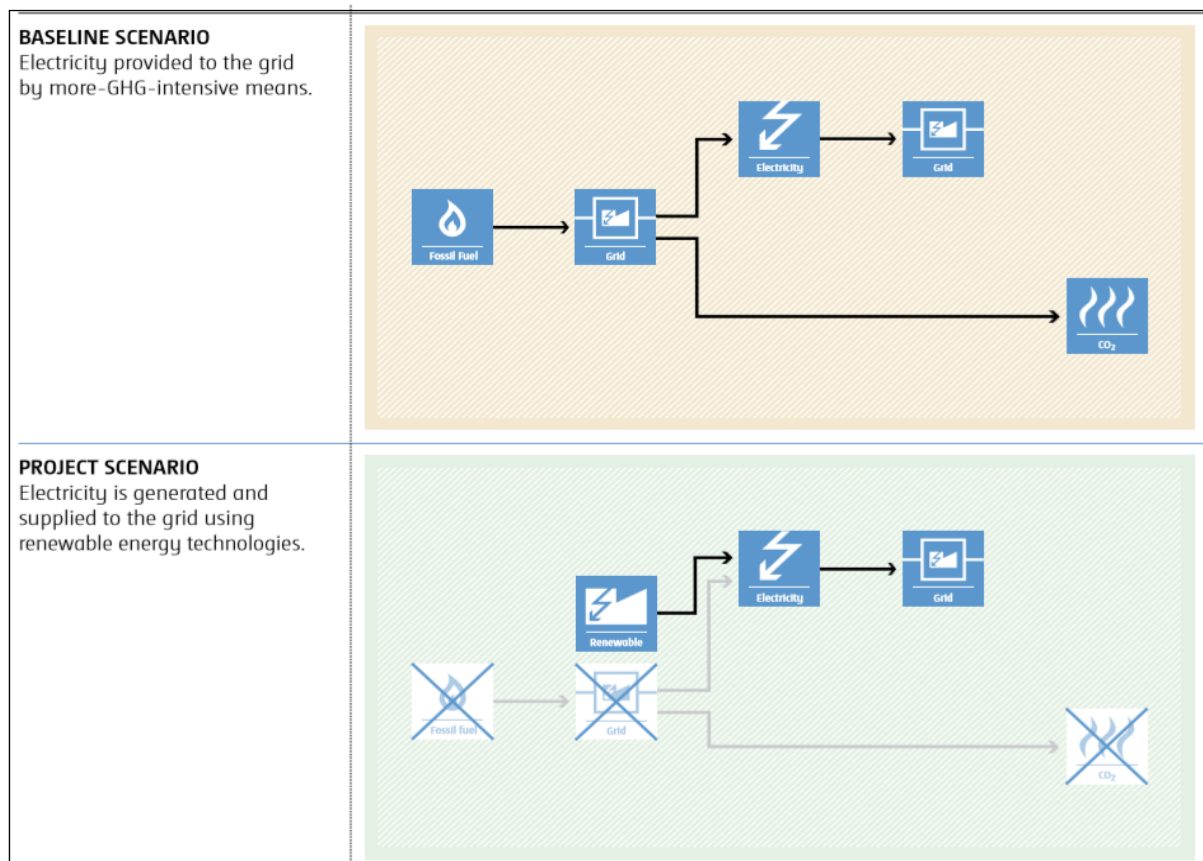 BASELINE SCENARIO
Electricity provided to the grid
by more-GHG-intensive means.
Electricity
Grid
Fossil Fuel
Grid
CO₂
PROJECT SCENARIO
Electricity is generated and
supplied to the grid using
renewable energy technologies.
Electricity
Grid
Renewable
Fossil fuel
Grid
CO₂